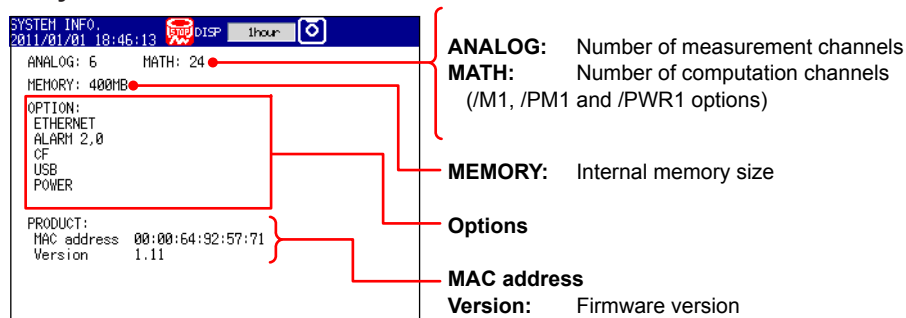 SYSTEM INFO.
2011/01/01 18:46:13 STOP DISP 1hour
ANALOG: 6 MATH: 24
MEMORY: 400MB
OPTION:
ETHERNET
ALARM 2,0
CF
USB
POWER
PRODUCT:
MAC address 00:00:64:92:57:71
Version 1.11
ANALOG: Number of measurement channels
MATH: Number of computation channels
(/M1, /PM1 and /PWR1 options)
MEMORY: Internal memory size
Options
MAC address
Version: Firmware version